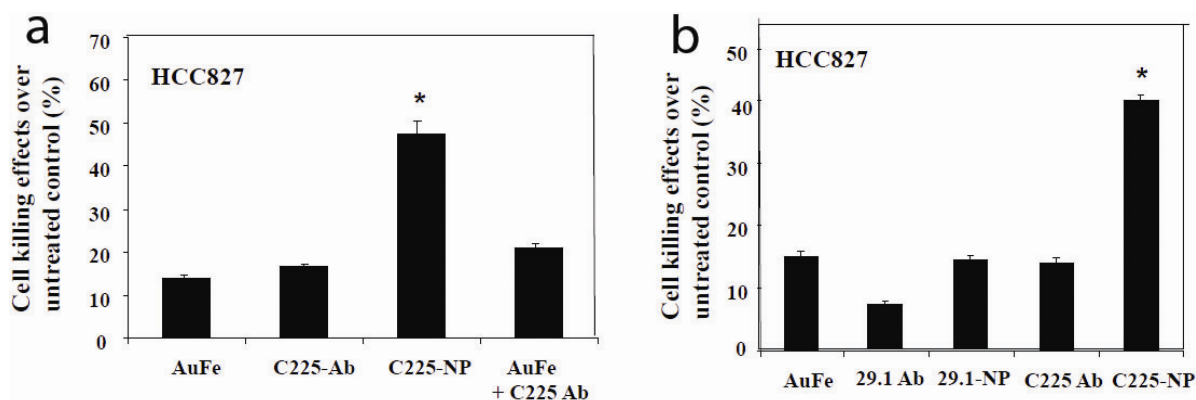 a
Cell killing effects over
untreated control (%)
70
60
50
40
30
20
10
0
HCC827
*
AuFe
C225-Ab
C225-NP
AuFe
+ C225 Ab
b
Cell killing effects over
untreated control (%)
50
40
30
20
10
0
HCC827
*
AuFe
29.1 Ab
29.1-NP
C225 Ab
C225-NP